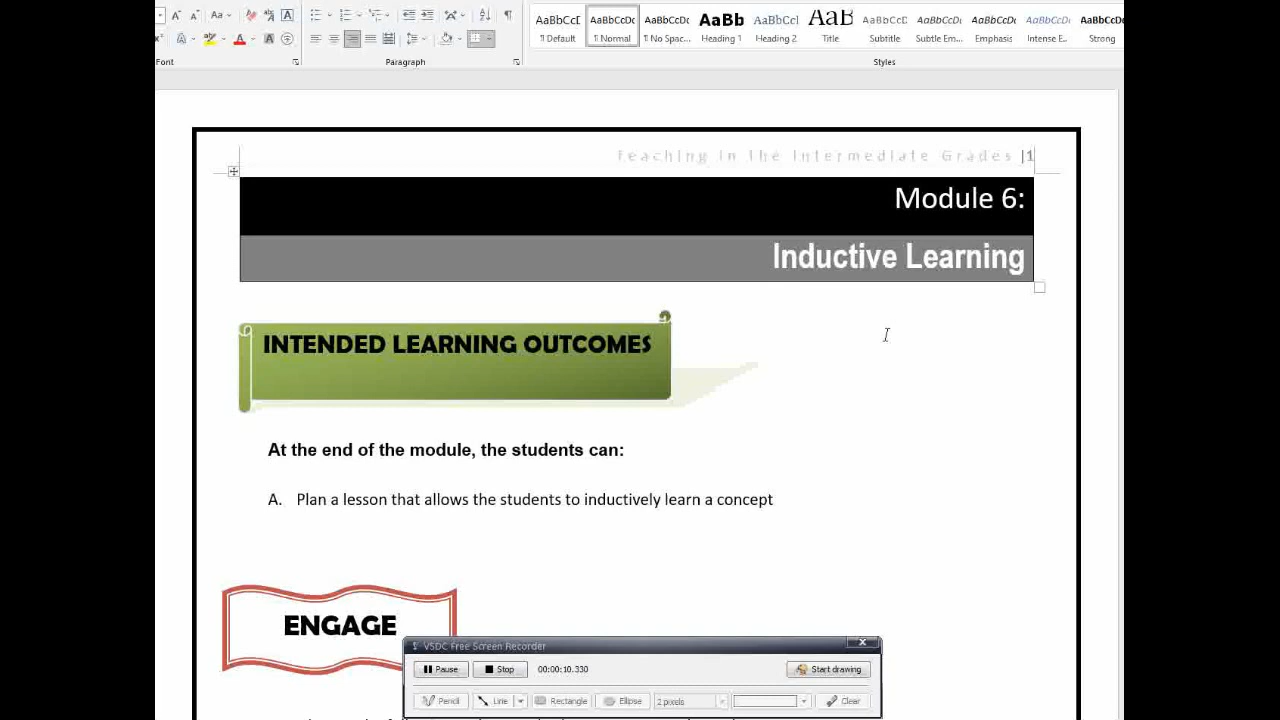 Aa
A
AaBbCcI AaBbCcDc AaBbCcDc AaBb AaBbCcI AaB AaBbCcDc AaBbCcDc AaBbCcDc AaBbCcDc AaBbCcDc
¶ Default ¶ Normal ¶ No Spac... Heading 1 Heading 2 Title Subtitle Subtle Em... Emphasis Intense E... Strong
Font Paragraph Styles
Teaching in the Intermediate Grades |1
Module 6:
Inductive Learning
INTENDED LEARNING OUTCOMES
At the end of the module, the students can:
A. Plan a lesson that allows the students to inductively learn a concept
ENGAGE
VSDC Free Screen Recorder
Pause Stop 00:00:10.330 Start drawing
Pencil Line Rectangle Ellipse 2 pixels Clear